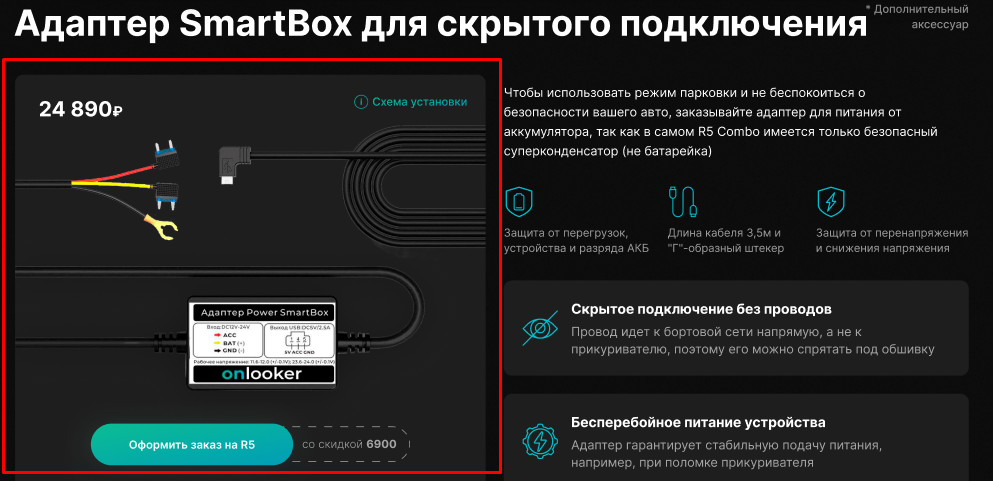 Адаптер SmartBox для скрытого подключения
* Дополнительный
аксессуар
24 890₽
Схема установки
Адаптер Power SmartBox
Вход:DC12V-24V
ACC
BAT (+)
GND (-)
Выход USB:DC5V/2,5A
1 4 5
5V ACC GND
Рабочее напряжение: 11.6-12.0 (+/-0.1V); 23.6-24.0 (+/-0.1V)
onlooker
Оформить заказ на R5
со скидкой 6900
Чтобы использовать режим парковки и не беспокоиться о
безопасности вашего авто, заказывайте адаптер для питания от
аккумулятора, так как в самом R5 Combo имеется только безопасный
суперконденсатор (не батарейка)
Защита от перегрузок,
устройства и разряда АКБ
Длина кабеля 3,5м и
"Г"-образный штекер
Защита от перенапряжения
и снижения напряжения
Скрытое подключение без проводов
Провод идет к бортовой сети напрямую, а не к
прикуривателю, поэтому его можно спрятать под обшивку
Бесперебойное питание устройства
Адаптер гарантирует стабильную подачу питания,
например, при поломке прикуривателя